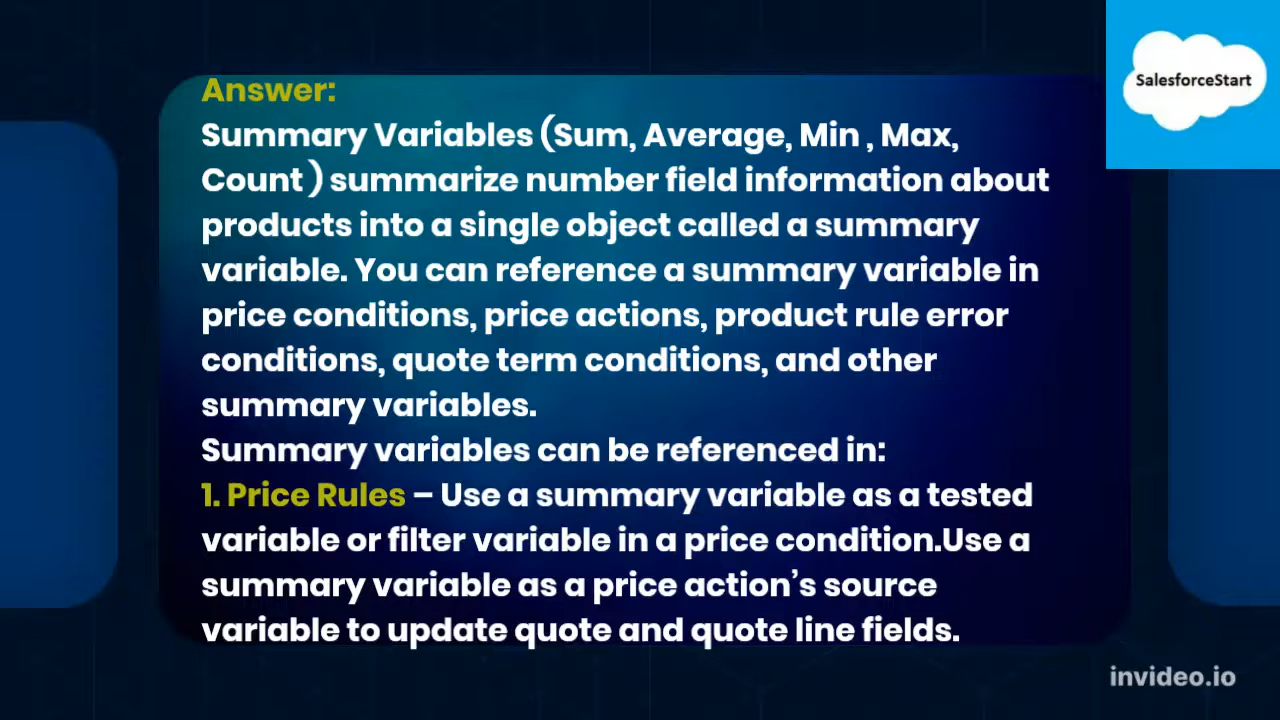 SalesforceStart
Answer:
Summary Variables (Sum, Average, Min , Max,
Count ) summarize number field information about
products into a single object called a summary
variable. You can reference a summary variable in
price conditions, price actions, product rule error
conditions, quote term conditions, and other
summary variables.
Summary variables can be referenced in:
1. Price Rules – Use a summary variable as a tested
variable or filter variable in a price condition.Use a
summary variable as a price action’s source
variable to update quote and quote line fields.
invideo.io